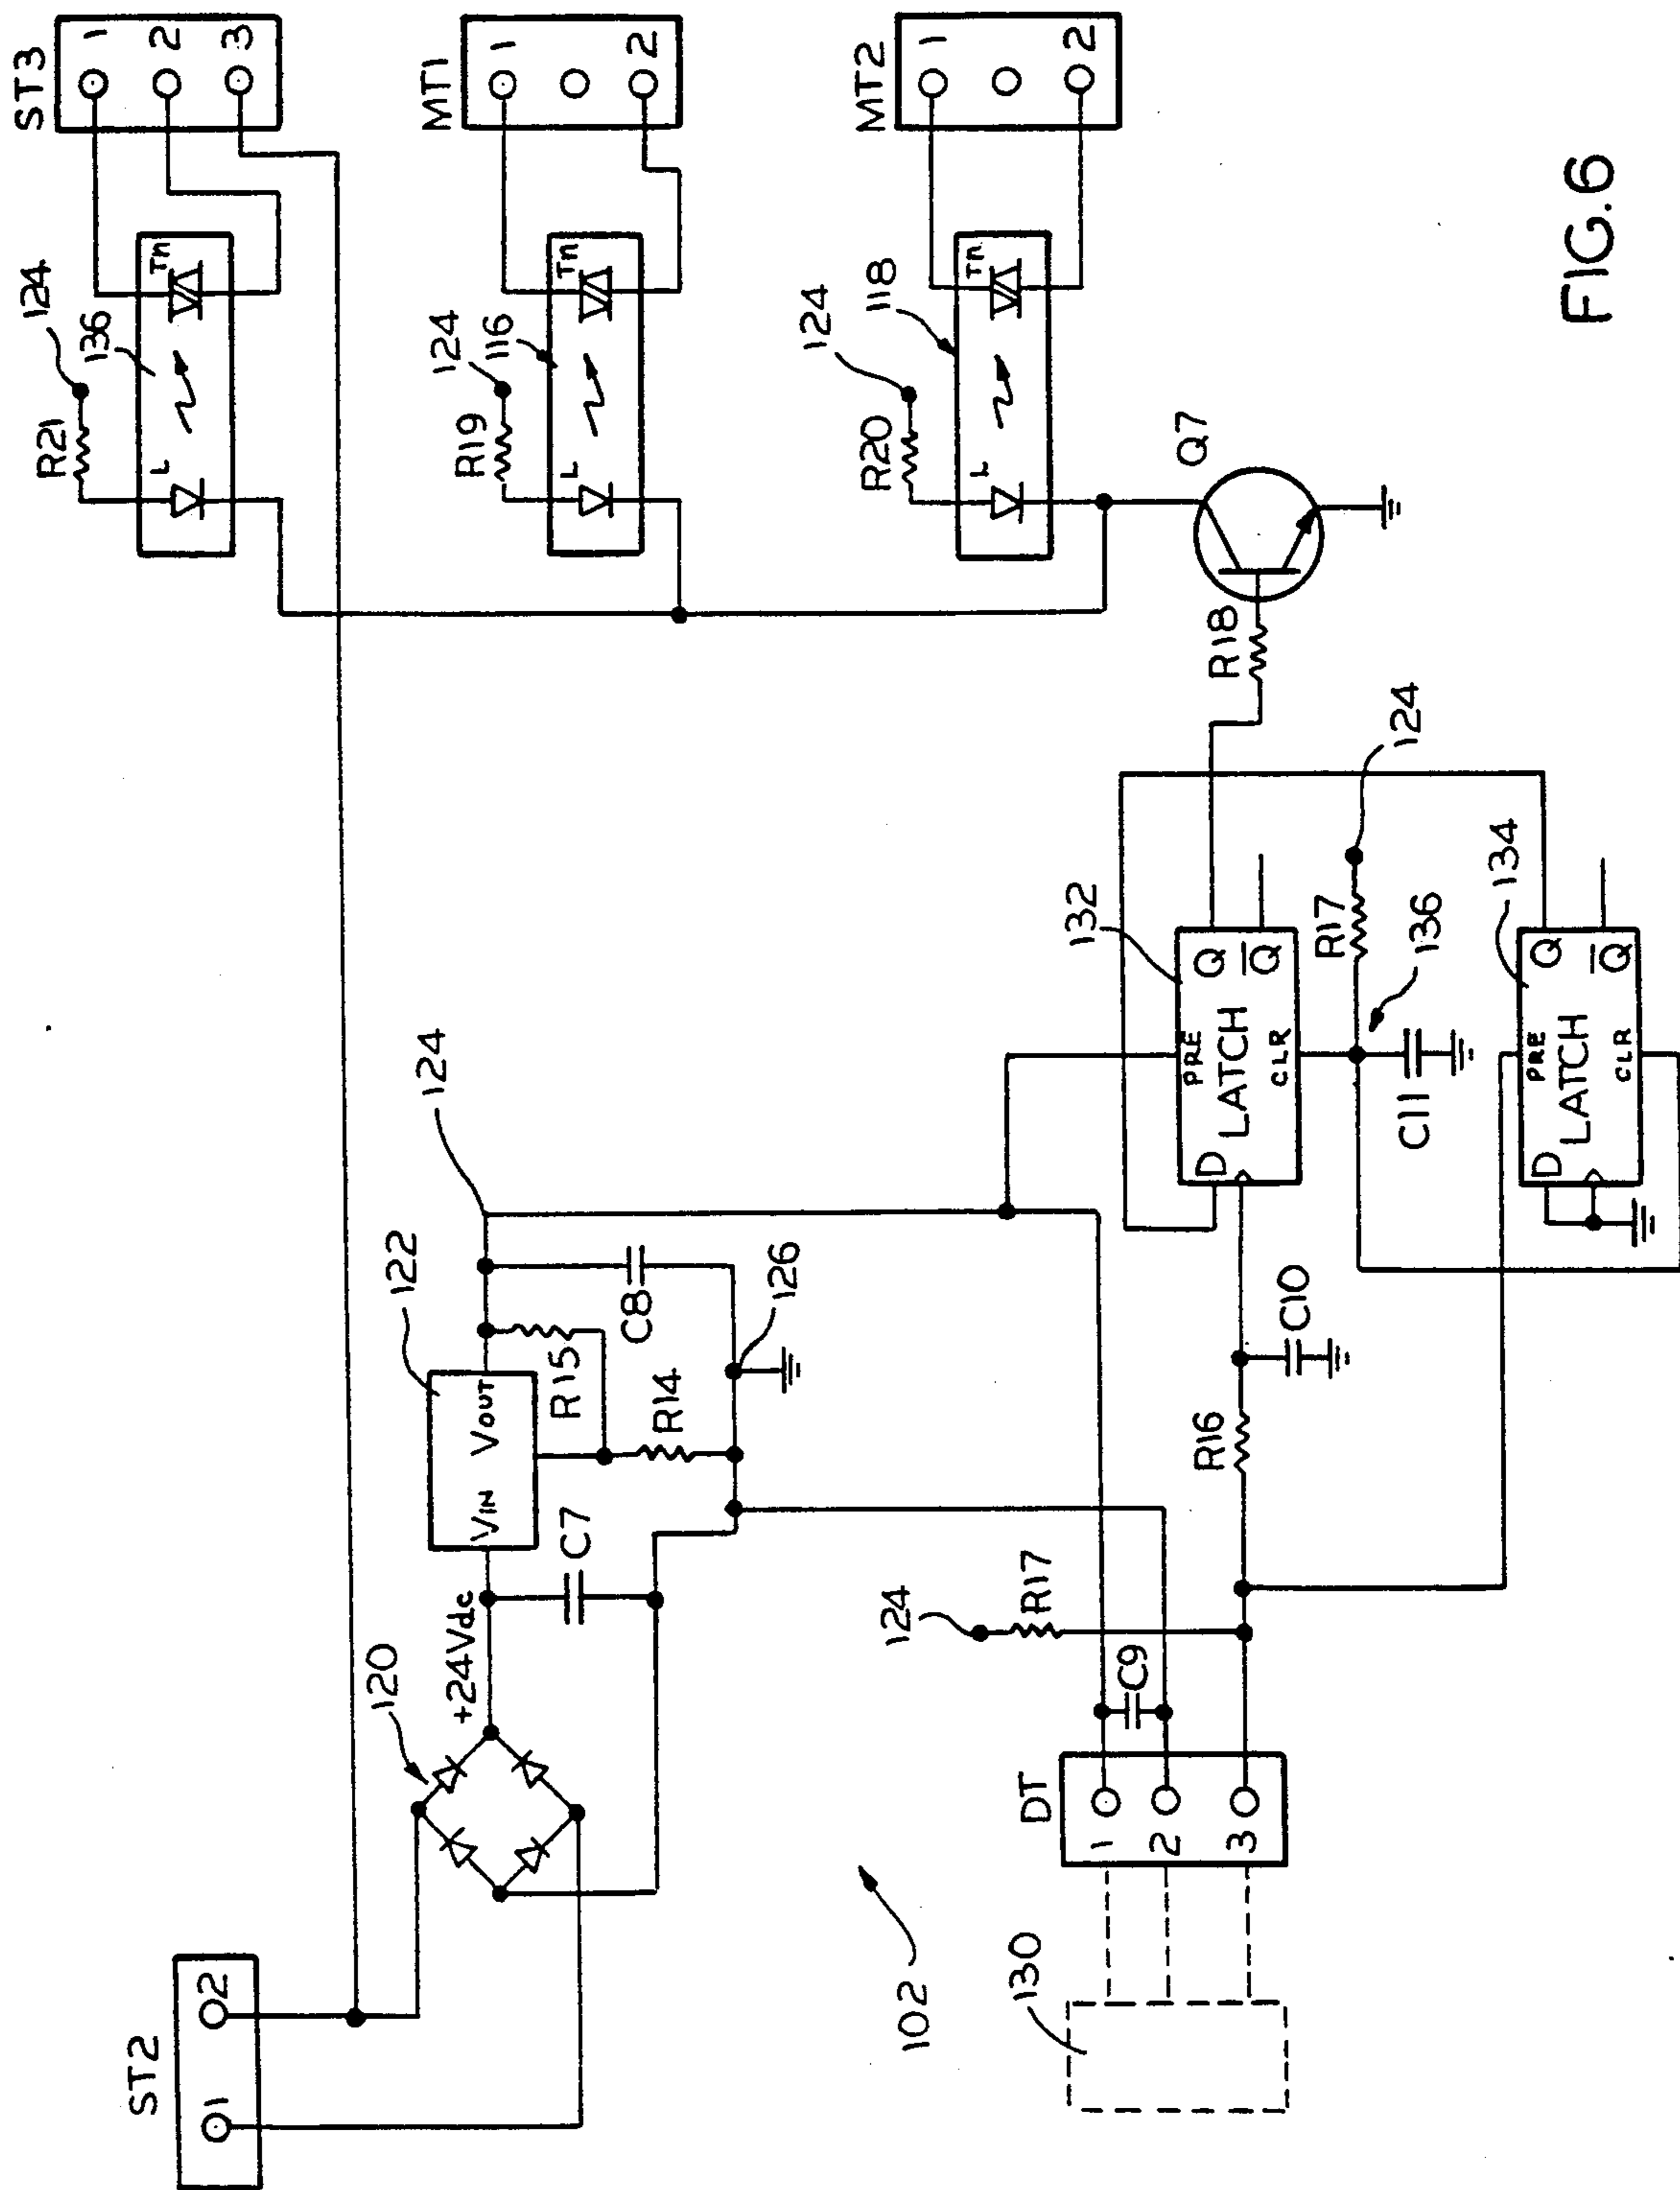 ST2
1
2
120
+24Vdc
122
VIN
VOUT
C7
R15
R14
C8
124
126
ST3
1
2
3
124
R21
136
L
Tn
MT1
1
2
124
R19
116
L
Tn
MT2
1
2
124
R20
118
L
Tn
Q7
R18
102
130
DT
1
2
3
C9
124
R17
R16
C10
132
PRE
D
Q
LATCH
Q̅
CLR
R17
124
136
C11
134
PRE
D
Q
LATCH
Q̅
CLR
FIG.6